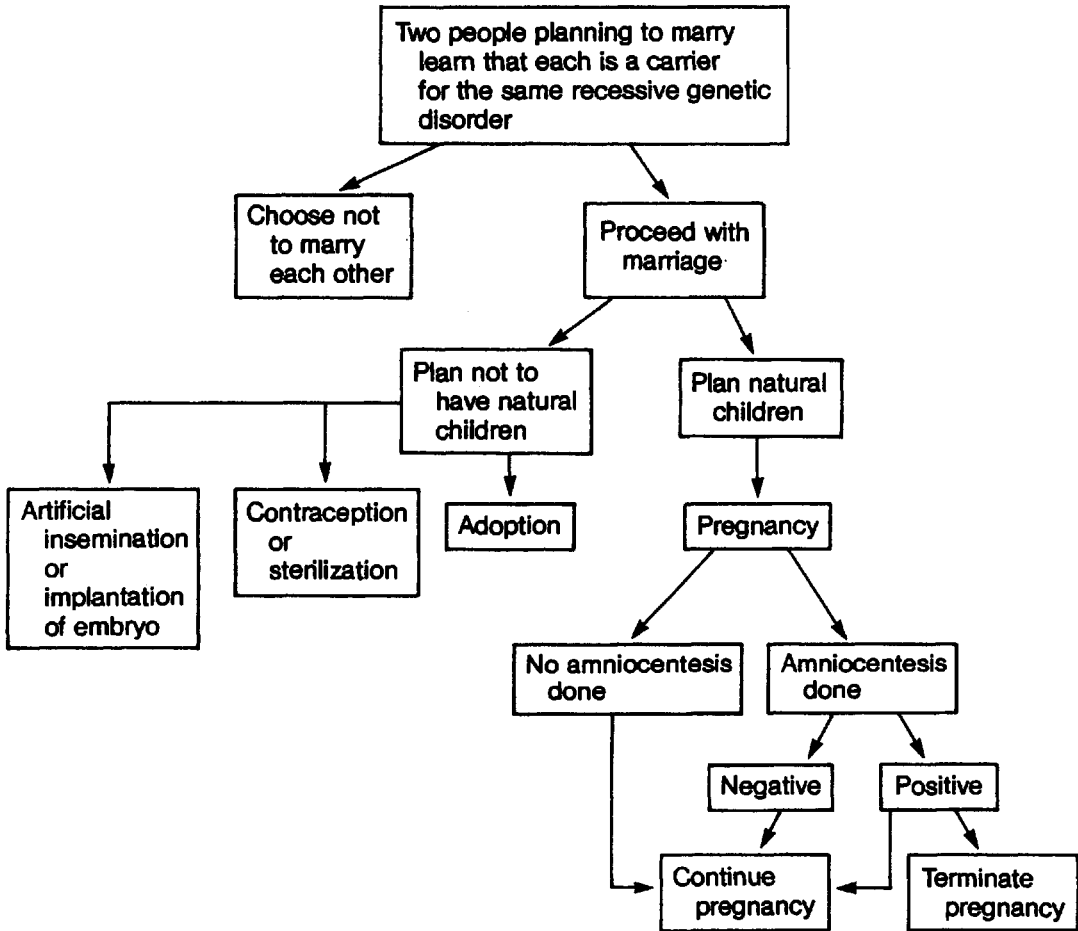 Two people planning to marry
learn that each is a carrier
for the same recessive genetic
disorder
Choose not
to marry
each other
Proceed with
marriage
Plan not to
have natural
children
Plan natural
children
Artificial
insemination
or
implantation
of embryo
Contraception
or
sterilization
Adoption
Pregnancy
No amniocentesis
done
Amniocentesis
done
Negative
Positive
Continue
pregnancy
Terminate
pregnancy